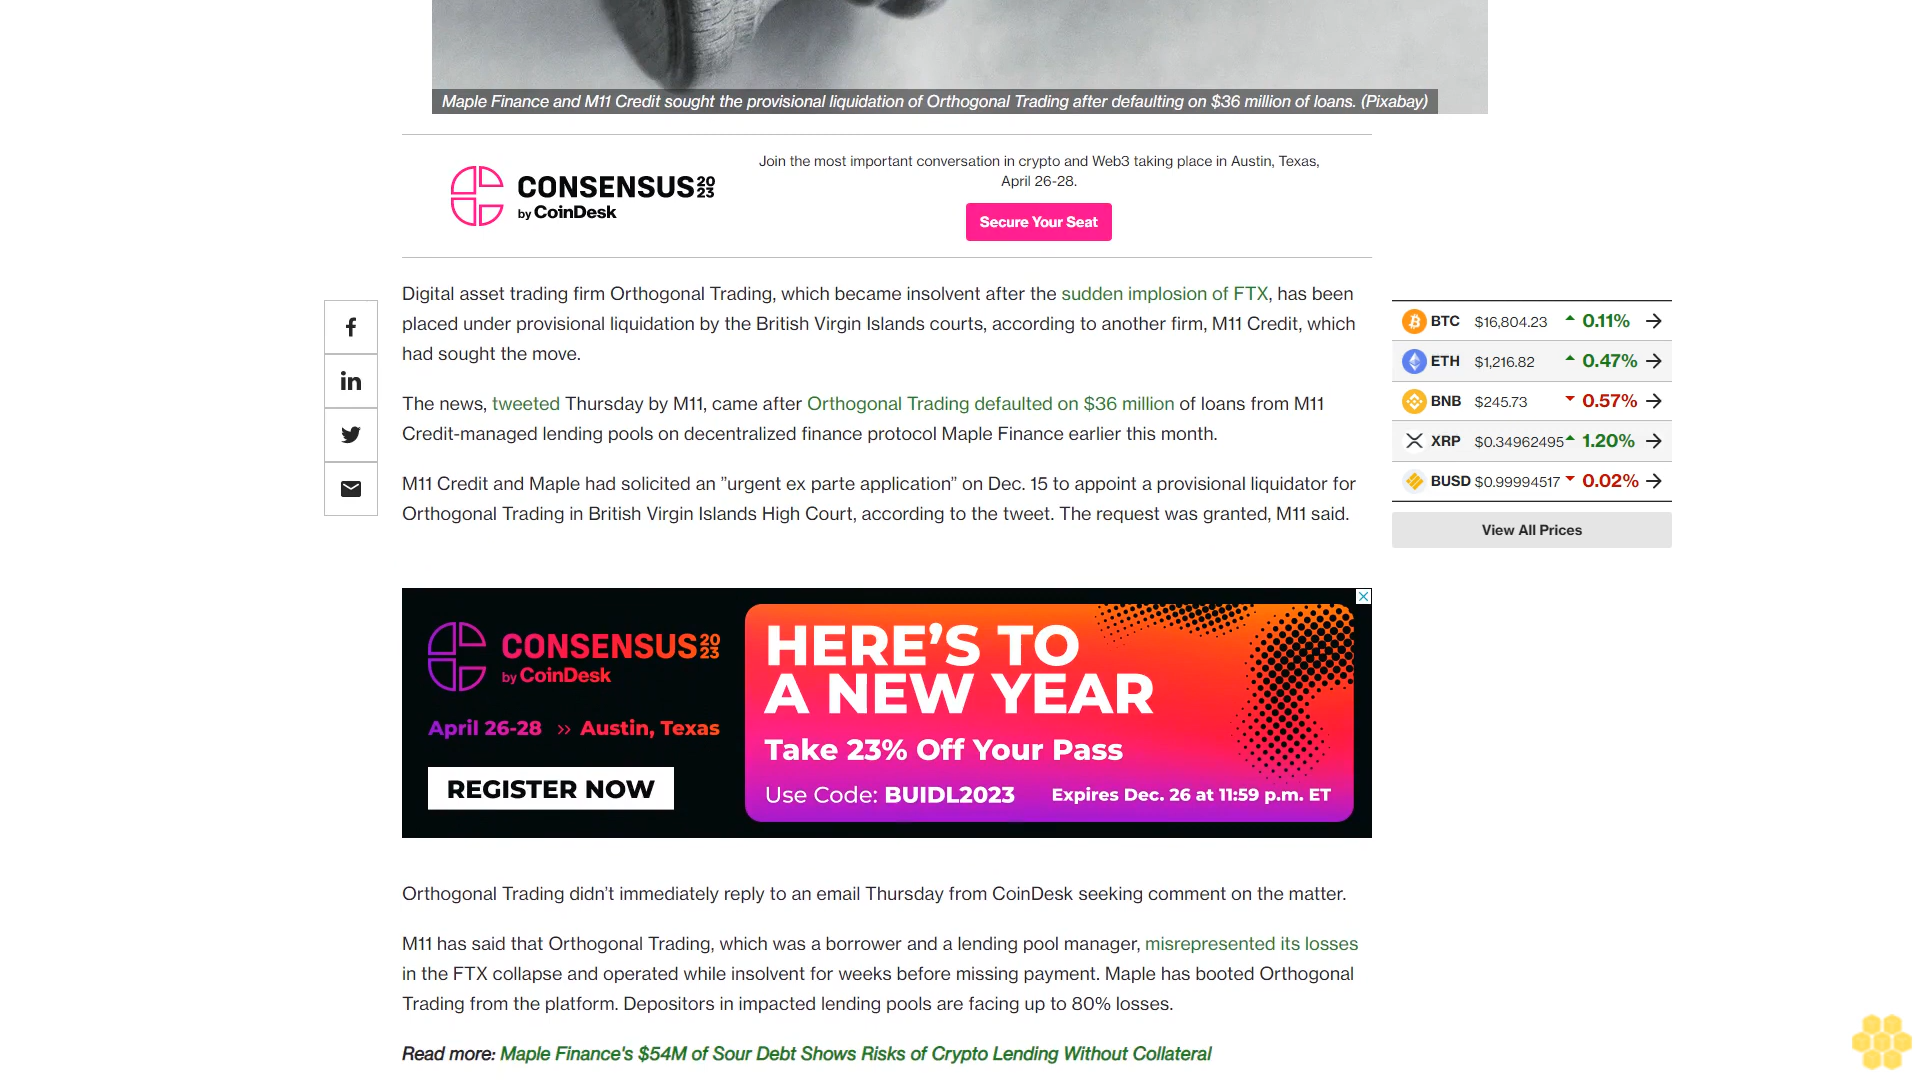 Maple Finance and M11 Credit sought the provisional liquidation of Orthogonal Trading after defaulting on $36 million of loans. (Pixabay)
CONSENSUS 2023
by CoinDesk
Join the most important conversation in crypto and Web3 taking place in Austin, Texas,
April 26-28.
Secure Your Seat
Digital asset trading firm Orthogonal Trading, which became insolvent after the sudden implosion of FTX, has been
placed under provisional liquidation by the British Virgin Islands courts, according to another firm, M11 Credit, which
had sought the move.
The news, tweeted Thursday by M11, came after Orthogonal Trading defaulted on $36 million of loans from M11
Credit-managed lending pools on decentralized finance protocol Maple Finance earlier this month.
M11 Credit and Maple had solicited an ”urgent ex parte application” on Dec. 15 to appoint a provisional liquidator for
Orthogonal Trading in British Virgin Islands High Court, according to the tweet. The request was granted, M11 said.
BTC $16,804.23 0.11%
ETH $1,216.82 0.47%
BNB $245.73 0.57%
XRP $0.34962495 1.20%
BUSD $0.99994517 0.02%
View All Prices
CONSENSUS 2023
by CoinDesk
April 26-28 >> Austin, Texas
REGISTER NOW
HERE’S TO
A NEW YEAR
Take 23% Off Your Pass
Use Code: BUIDL2023 Expires Dec. 26 at 11:59 p.m. ET
Orthogonal Trading didn’t immediately reply to an email Thursday from CoinDesk seeking comment on the matter.
M11 has said that Orthogonal Trading, which was a borrower and a lending pool manager, misrepresented its losses
in the FTX collapse and operated while insolvent for weeks before missing payment. Maple has booted Orthogonal
Trading from the platform. Depositors in impacted lending pools are facing up to 80% losses.
Read more: Maple Finance's $54M of Sour Debt Shows Risks of Crypto Lending Without Collateral